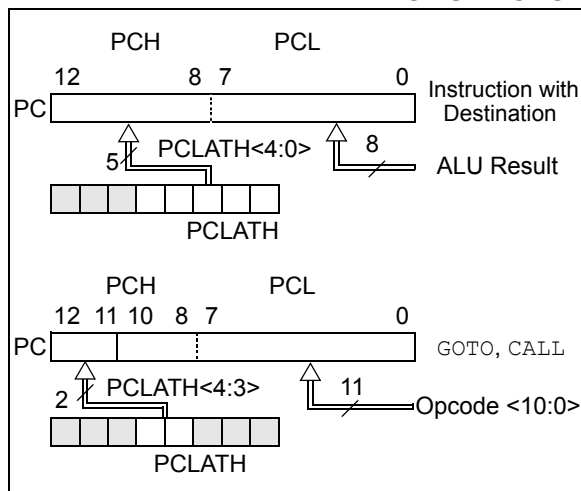 PCH PCL
12 8 7 0
PC Instruction with
Destination
5 PCLATH<4:0> 8
ALU Result
PCLATH
PCH PCL
12 11 10 8 7 0
PC GOTO, CALL
2 PCLATH<4:3> 11
Opcode <10:0>
PCLATH